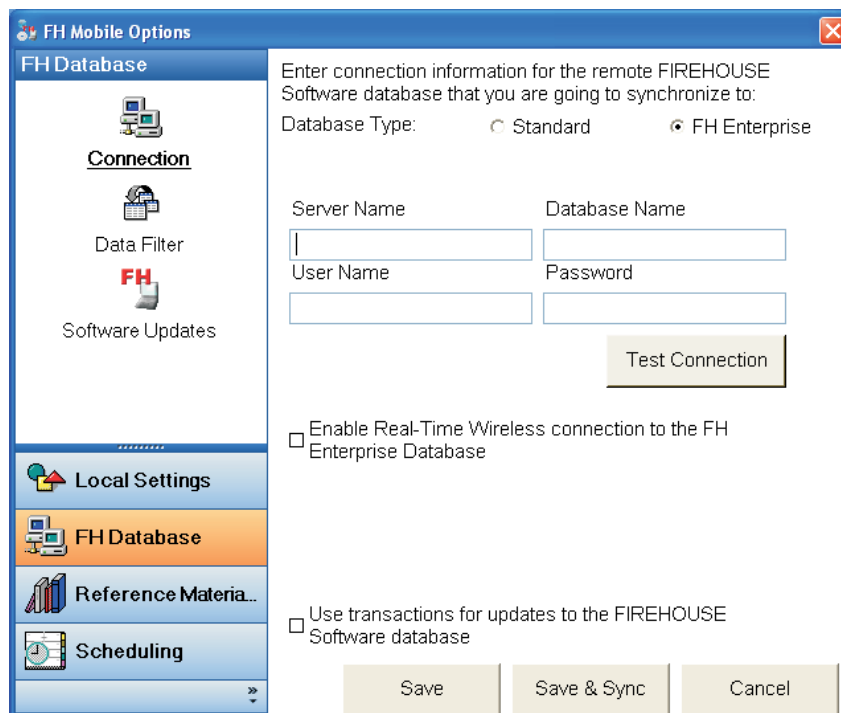 FH Mobile Options
FH Database
Connection
Data Filter
FH
Software Updates
Local Settings
FH Database
Reference Materia...
Scheduling
Enter connection information for the remote FIREHOUSE
Software database that you are going to synchronize to:
Database Type: Standard FH Enterprise
Server Name Database Name
User Name Password
Test Connection
Enable Real-Time Wireless connection to the FH
Enterprise Database
Use transactions for updates to the FIREHOUSE
Software database
Save Save & Sync Cancel